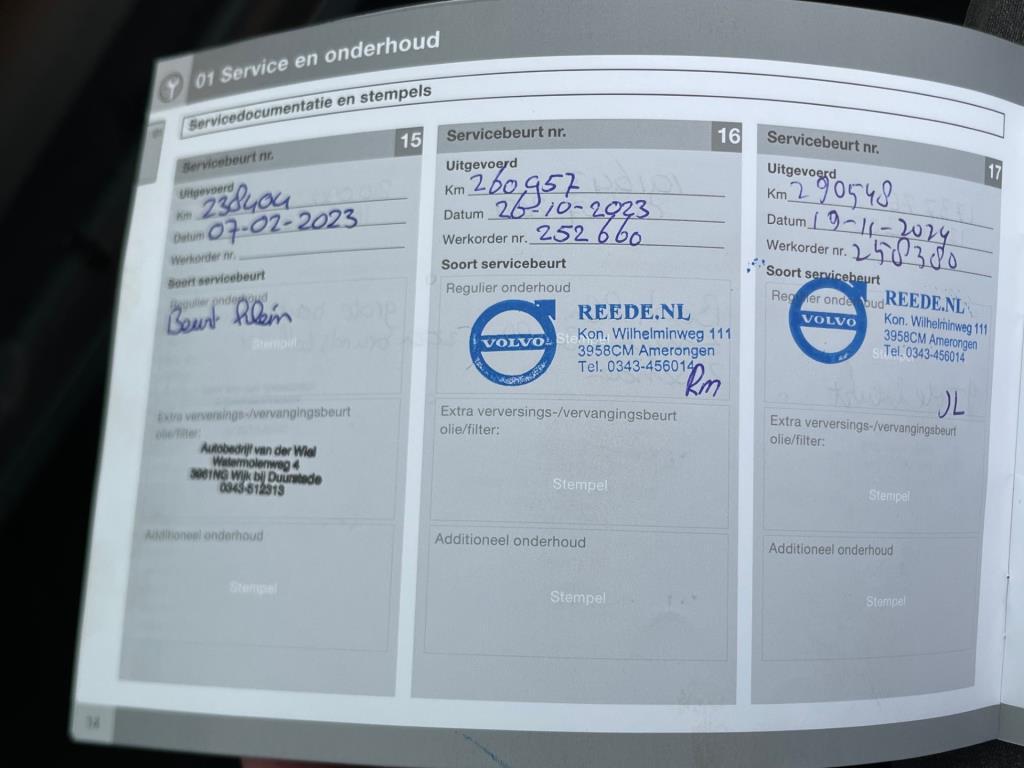 01 Service en onderhoud
Servicedocumentatie en stempels
Servicebeurt nr. 15
Uitgevoerd
Km 238404
Datum 07-02-2023
Werkorder nr.
Soort servicebeurt
Regulier onderhoud
Beurt klein
Stempel
Extra verversings-/vervangingsbeurt
olie/filter:
Autobedrijf van der Wiel
Watermolenweg 4
3961NG Wijk bij Duurstede
0343-512313
Additioneel onderhoud
Stempel
Servicebeurt nr. 16
Uitgevoerd
Km 260957
Datum 26-10-2023
Werkorder nr. 252660
Soort servicebeurt
Regulier onderhoud
VOLVO
Stempel
REEDE.NL
Kon. Wilhelminweg 111
3958CM Amerongen
Tel. 0343-456014
Rm
Extra verversings-/vervangingsbeurt
olie/filter:
Stempel
Additioneel onderhoud
Stempel
Servicebeurt nr. 17
Uitgevoerd
Km 290548
Datum 19-11-2024
Werkorder nr. 258380
Soort servicebeurt
Regulier onderhoud
VOLVO
REEDE.NL
Kon. Wilhelminweg 111
3958CM Amerongen
Tel. 0343-456014
JL
Extra verversings-/vervangingsbeurt
olie/filter:
Stempel
Additioneel onderhoud
Stempel
14